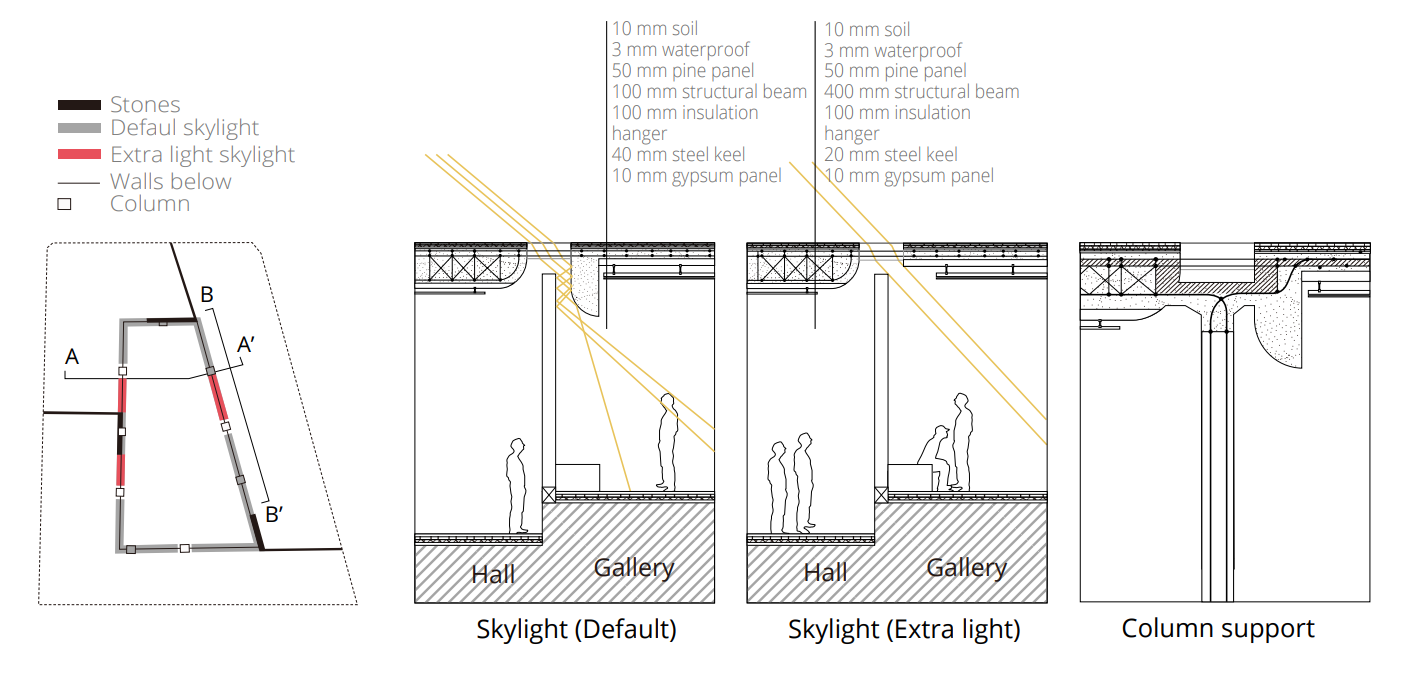 10 mm soil
3 mm waterproof
50 mm pine panel
100 mm structural beam
100 mm insulation
hanger
40 mm steel keel
10 mm gypsum panel
10 mm soil
3 mm waterproof
50 mm pine panel
400 mm structural beam
100 mm insulation
hanger
20 mm steel keel
10 mm gypsum panel
Stones
Defaul skylight
Extra light skylight
Walls below
Column
B
A'
A
B'
Hall
Gallery
Hall
Gallery
Skylight (Default)
Skylight (Extra light)
Column support